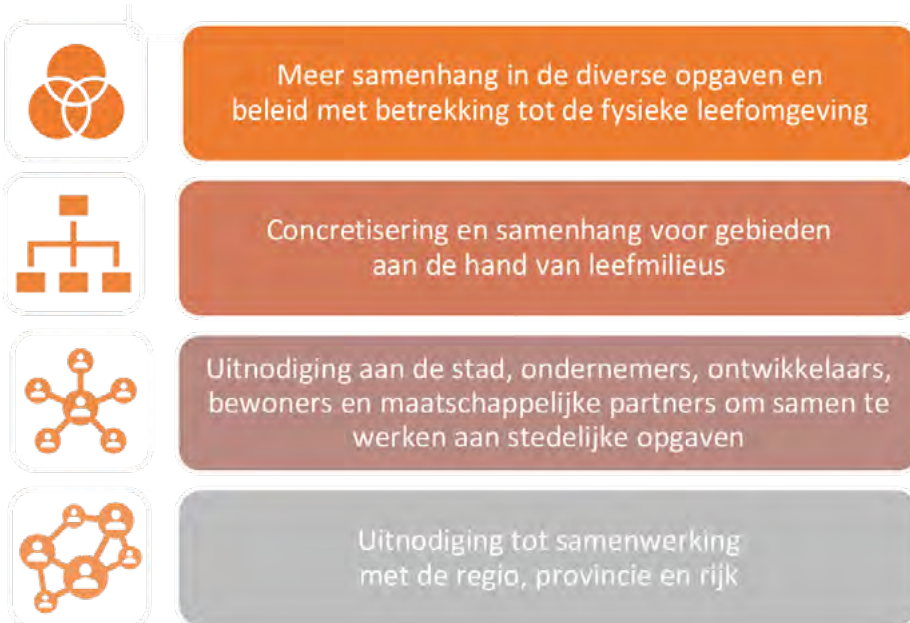 Meer samenhang in de diverse opgaven en
beleid met betrekking tot de fysieke leefomgeving
Concretisering en samenhang voor gebieden
aan de hand van leefmilieus
Uitnodiging aan de stad, ondernemers, ontwikkelaars,
bewoners en maatschappelijke partners om samen te
werken aan stedelijke opgaven
Uitnodiging tot samenwerking
met de regio, provincie en rijk